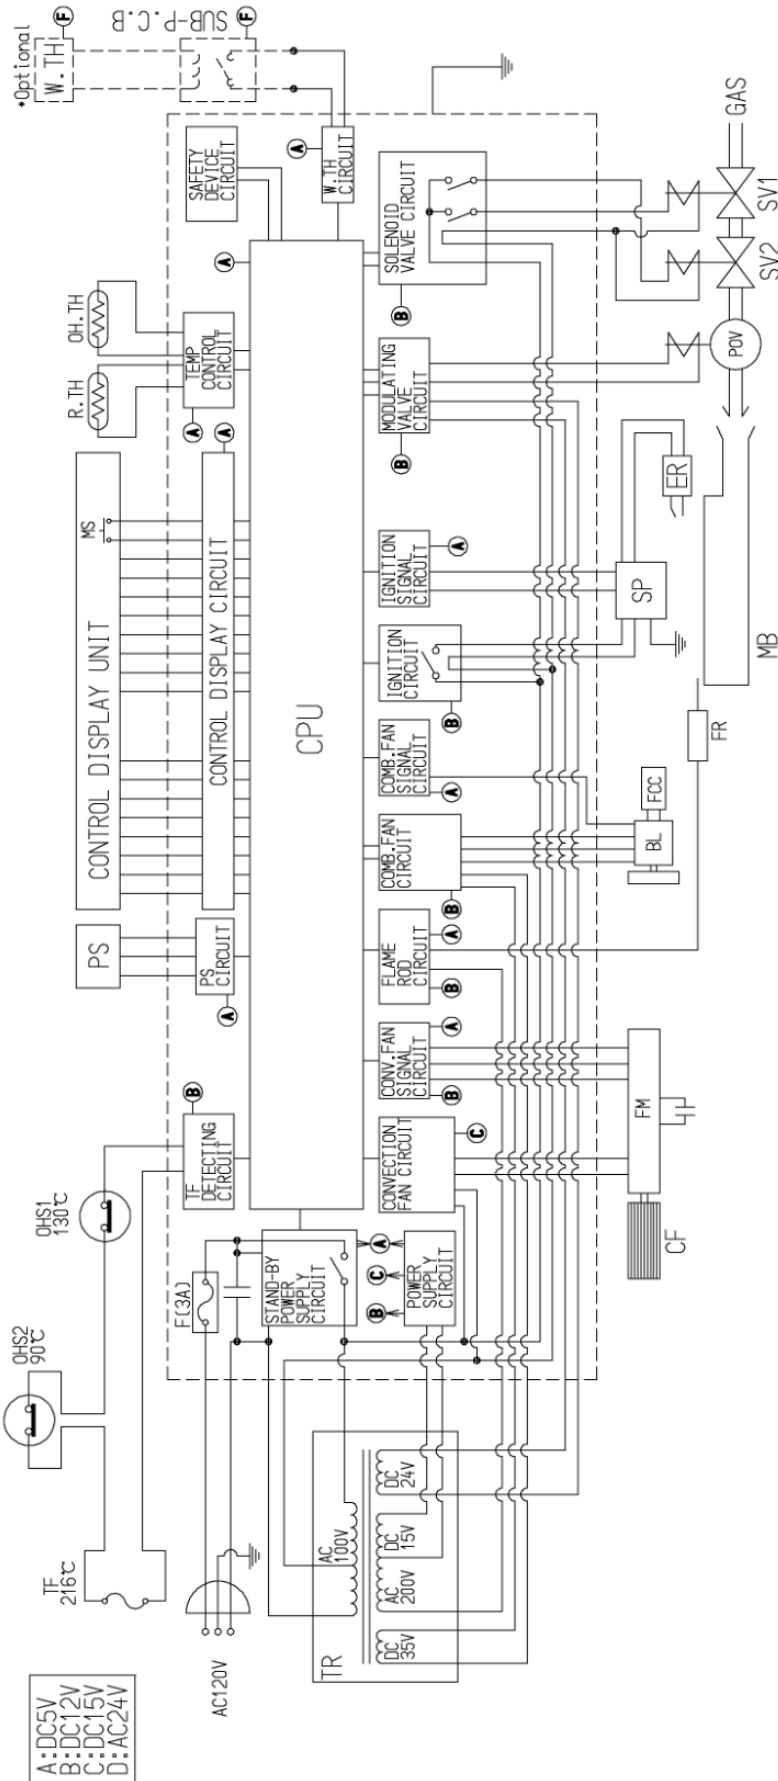 A:DC5V
B:DC12V
C:DC15V
D:AC24V
TF
216℃
OHS2
90℃
OHS1
130℃
AC120V
F(3A)
PS
CONTROL DISPLAY UNIT
MS
R.TH
OH.TH
*Optional
W.TH
F
SUB-P.C.B
F
TF
DETECTING
CIRCUIT
B
PS
CIRCUIT
A
CONTROL DISPLAY CIRCUIT
A
TEMP
CONTROL
CIRCUIT
A
SAFETY
DEVICE
CIRCUIT
A
W.TH
CIRCUIT
A
CPU
STAND-BY
POWER
SUPPLY
CIRCUIT
POWER
SUPPLY
CIRCUIT
B
C
A
CONVECTION
FAN CIRCUIT
C
CONV.FAN
SIGNAL
CIRCUIT
B
A
FLAME
ROD
CIRCUIT
B
A
COMB.FAN
CIRCUIT
B
COMB.FAN
SIGNAL
CIRCUIT
A
IGNITION
CIRCUIT
B
IGNITION
SIGNAL
CIRCUIT
A
MODULATING
VALVE
CIRCUIT
B
SOLENOID
VALVE CIRCUIT
B
TR
AC
100V
DC
35V
AC
200V
DC
15V
DC
24V
CF
FM
BL
FCC
FR
SP
ER
MB
POV
SV2
SV1
GAS